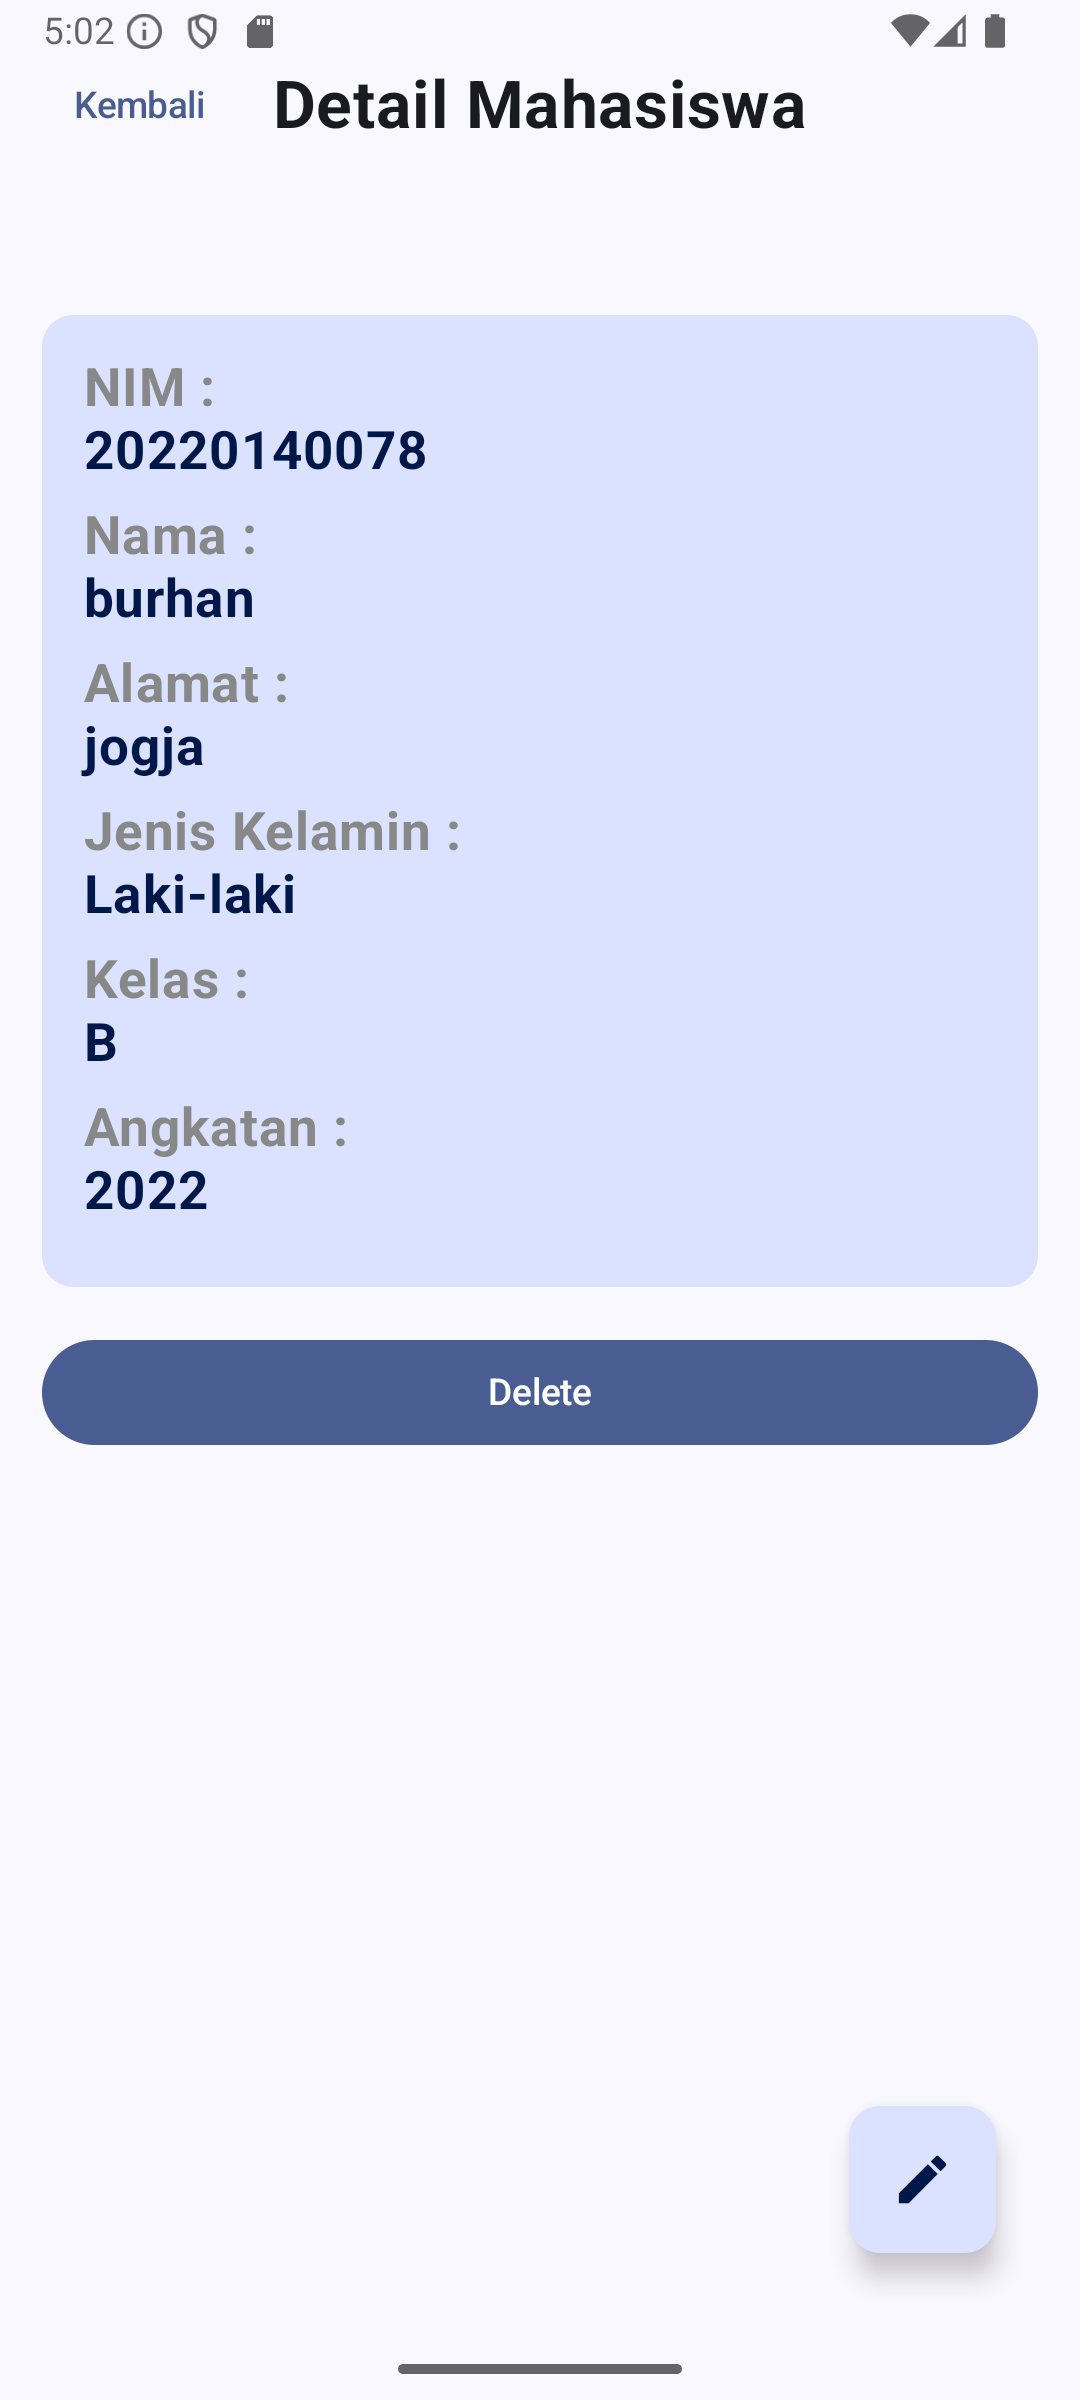 5:02
Kembali
Detail Mahasiswa
NIM :
20220140078
Nama :
burhan
Alamat :
jogja
Jenis Kelamin :
Laki-laki
Kelas :
B
Angkatan :
2022
Delete